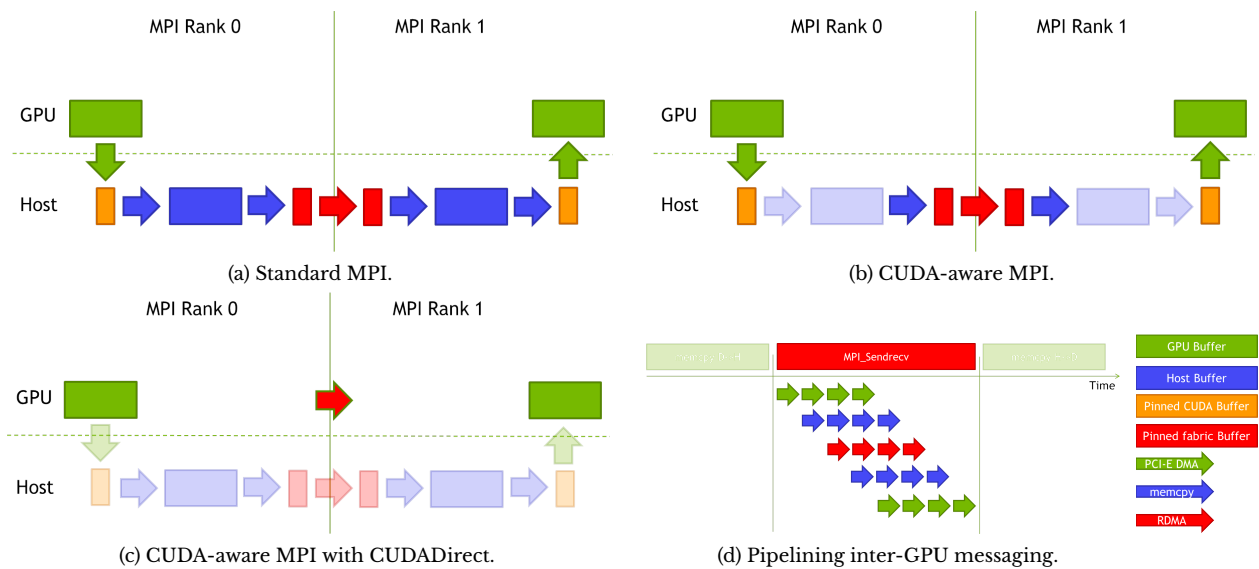 MPI Rank 0
MPI Rank 1
GPU
Host
(a) Standard MPI.
MPI Rank 0
MPI Rank 1
GPU
Host
(b) CUDA-aware MPI.
MPI Rank 0
MPI Rank 1
GPU
Host
(c) CUDA-aware MPI with CUDADirect.
MPI_Sendrecv
Time
GPU Buffer
Host Buffer
Pinned CUDA Buffer
Pinned fabric Buffer
PCI-E DMA
memcpy
RDMA
(d) Pipelining inter-GPU messaging.